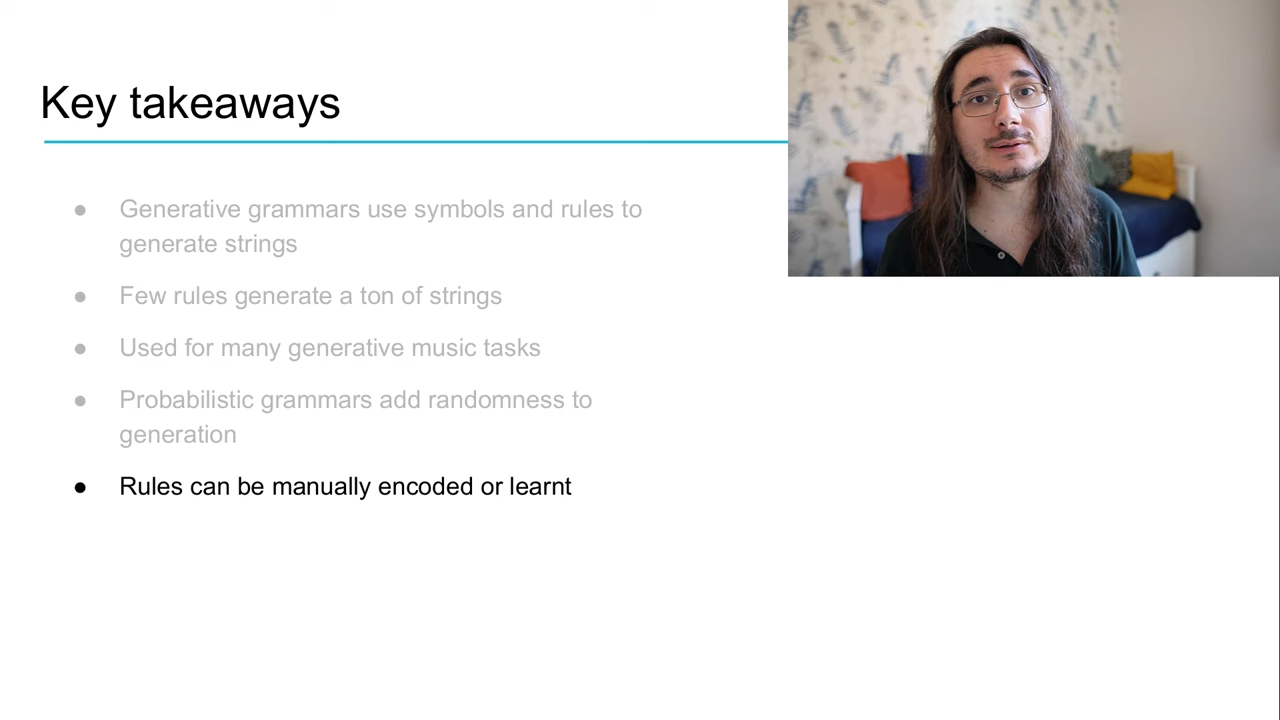 Key takeaways
● Generative grammars use symbols and rules to
generate strings
● Few rules generate a ton of strings
● Used for many generative music tasks
● Probabilistic grammars add randomness to
generation
● Rules can be manually encoded or learnt